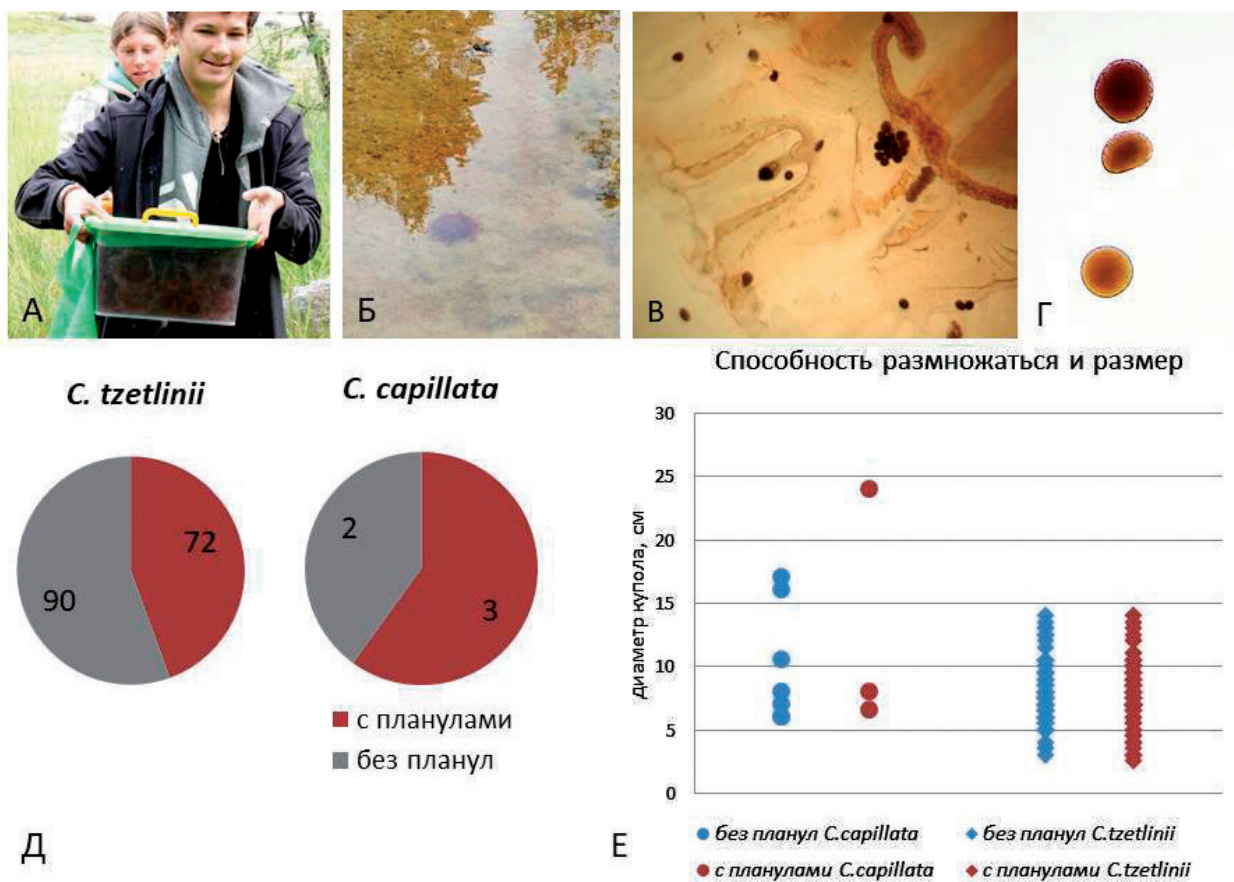 А
Б
В
Г
C. tzetlinii
C. capillata
72
90
2
3
с планулами
без планул
Д
Способность размножаться и размер
диаметр купола, см
30
25
20
15
10
5
0
без планул C.capillata
без планул C.tzetlinii
с планулами C.capillata
с планулами C.tzetlinii
Е